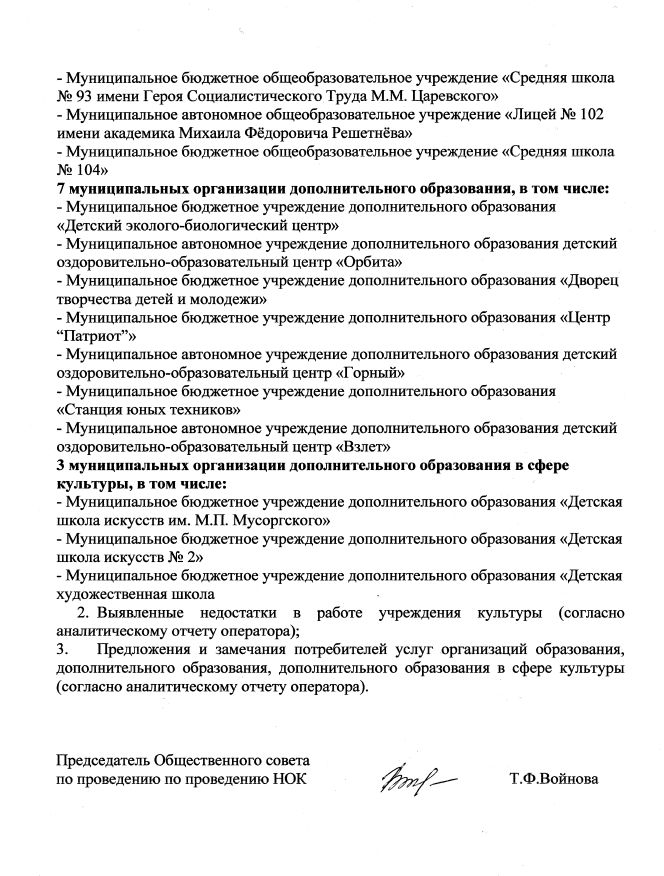 - Муниципальное бюджетное общеобразовательное учреждение «Средняя школа
№ 93 имени Героя Социалистического Труда М.М. Царевского»
- Муниципальное автономное общеобразовательное учреждение «Лицей № 102
имени академика Михаила Фёдоровича Решетнёва»
- Муниципальное бюджетное общеобразовательное учреждение «Средняя школа
№ 104»
7 муниципальных организации дополнительного образования, в том числе:
- Муниципальное бюджетное учреждение дополнительного образования
«Детский эколого-биологический центр»
- Муниципальное автономное учреждение дополнительного образования детский
оздоровительно-образовательный центр «Орбита»
- Муниципальное бюджетное учреждение дополнительного образования «Дворец
творчества детей и молодежи»
- Муниципальное бюджетное учреждение дополнительного образования «Центр
“Патриот”»
- Муниципальное автономное учреждение дополнительного образования детский
оздоровительно-образовательный центр «Горный»
- Муниципальное бюджетное учреждение дополнительного образования
«Станция юных техников»
- Муниципальное автономное учреждение дополнительного образования детский
оздоровительно-образовательный центр «Взлет»
3 муниципальных организации дополнительного образования в сфере
культуры, в том числе:
- Муниципальное бюджетное учреждение дополнительного образования «Детская
школа искусств им. М.П. Мусоргского»
- Муниципальное бюджетное учреждение дополнительного образования «Детская
школа искусств № 2»
- Муниципальное бюджетное учреждение дополнительного образования «Детская
художественная школа
2. Выявленные недостатки в работе учреждения культуры (согласно
аналитическому отчету оператора);
3. Предложения и замечания потребителей услуг организаций образования,
дополнительного образования, дополнительного образования в сфере культуры
(согласно аналитическому отчету оператора).
Председатель Общественного совета
по проведению по проведению НОК Т.Ф.Войнова